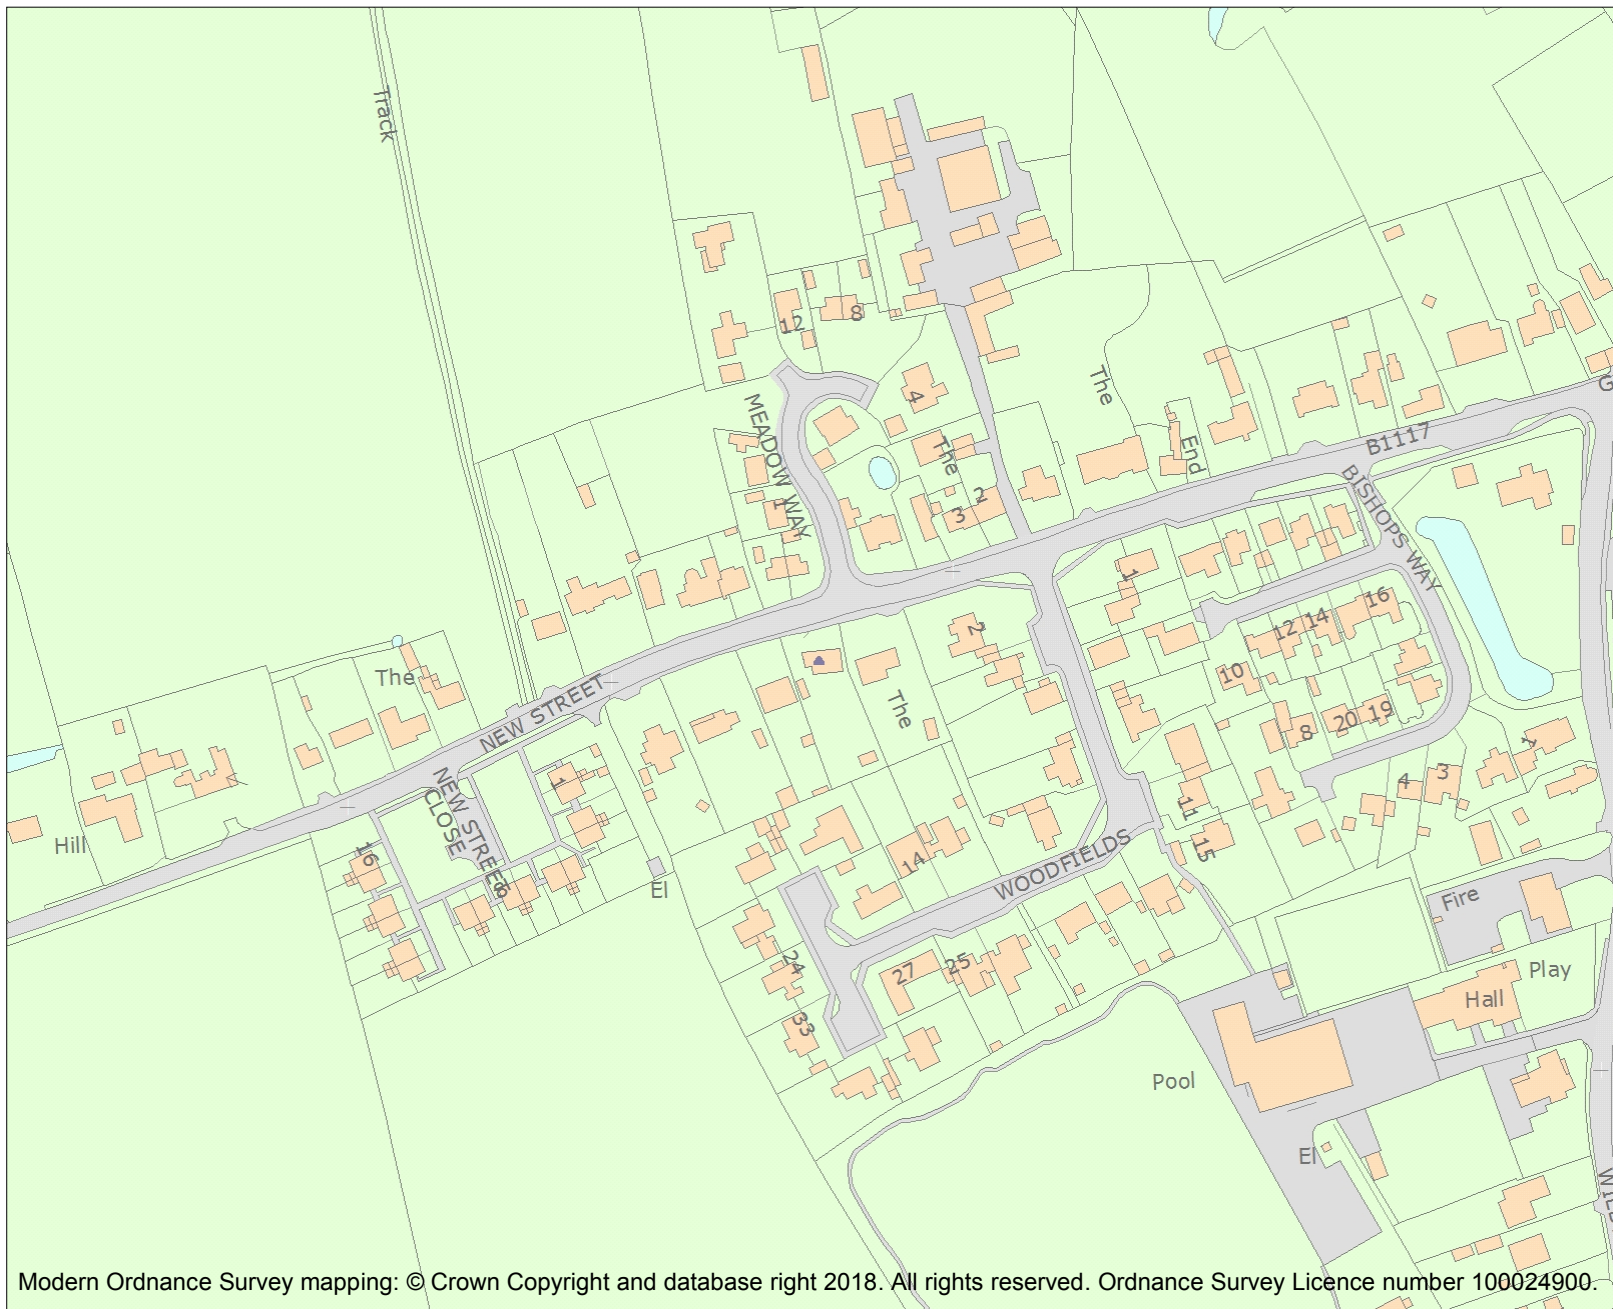 Track
12
8
MEADOW WAY
4
The
The
End
B1117
G
BISHOPS WAY
1
2
3
1
2
16
14
12
10
The
The
NEW STREET
20
19
8
1
3
4
NEW STREET
CLOSE
1
11
15
Hill
16
8
14
WOODFIELDS
El
Fire
24
27
25
Play
Hall
33
Pool
El
Modern Ordnance Survey mapping: © Crown Copyright and database right 2018. All rights reserved. Ordnance Survey Licence number 100024900.